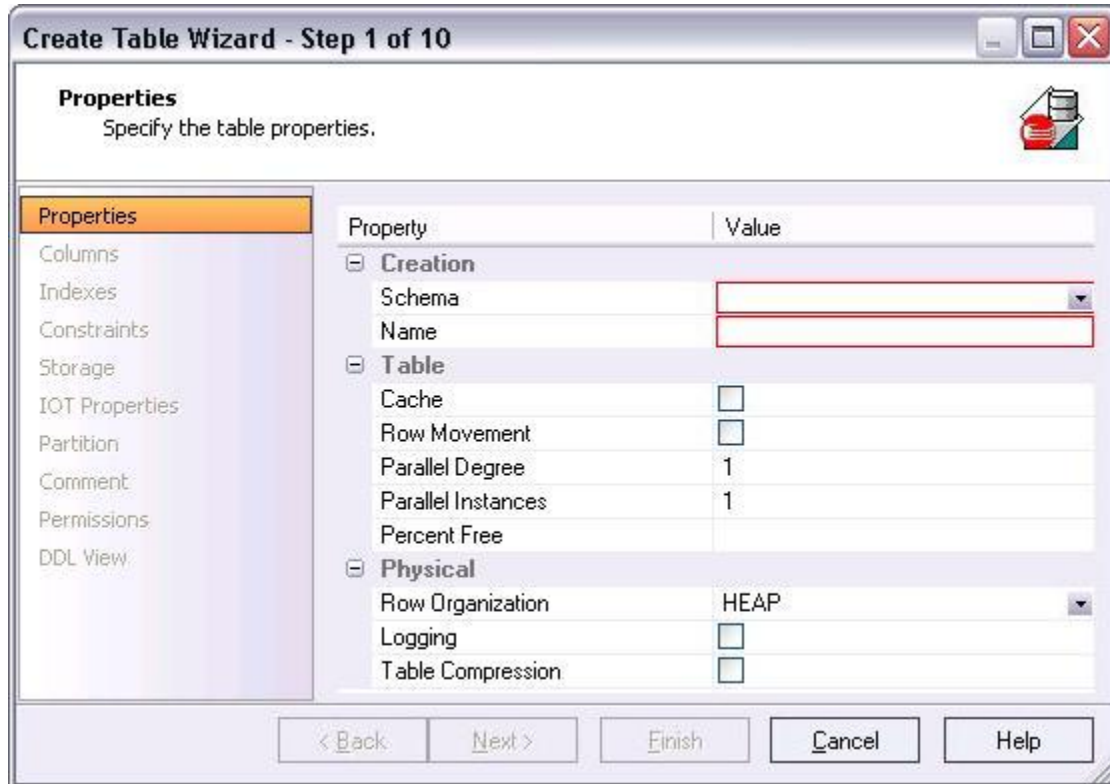 Create Table Wizard - Step 1 of 10
Properties
Specify the table properties.
Properties
Columns
Indexes
Constraints
Storage
IOT Properties
Partition
Comment
Permissions
DDL View
Property Value
Creation
Schema
Name
Table
Cache
Row Movement
Parallel Degree 1
Parallel Instances 1
Percent Free
Physical
Row Organization HEAP
Logging
Table Compression
< Back Next > Finish Cancel Help